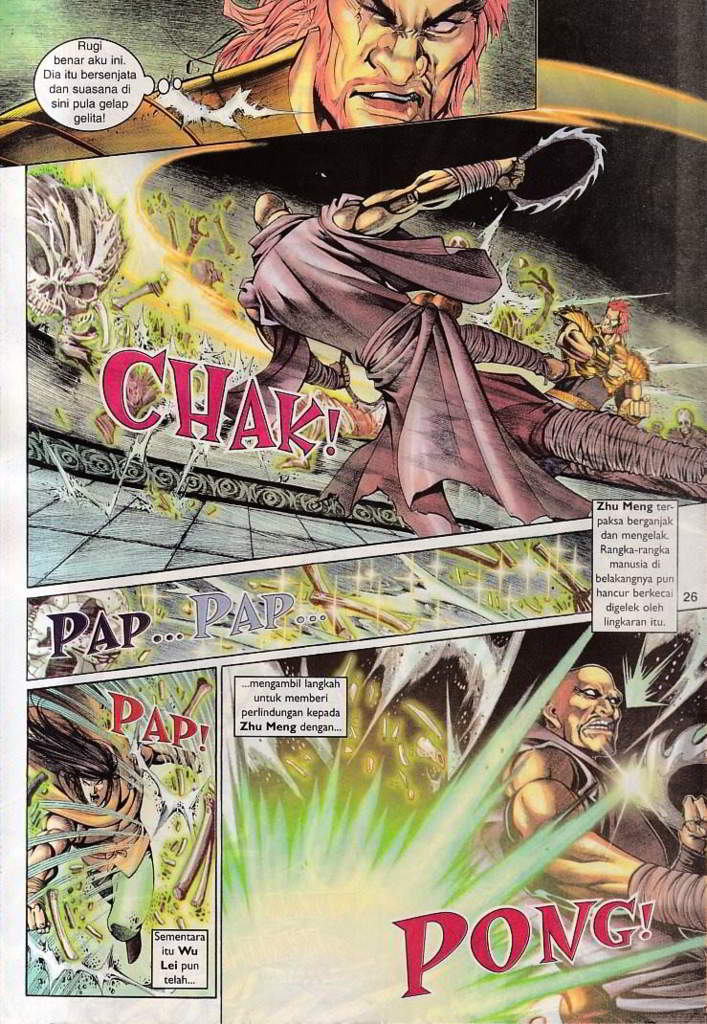 Rugi
benar aku ini.
Dia itu bersenjata
dan suasana di
sini pula gelap
gelita!
CHAK!
Zhu Meng ter-
paksa berganjak
dan mengelak.
Rangka-rangka
manusia di
belakangnya pun
hancur berkecai
digelek oleh
lingkaran itu.
26
PAP... PAP...
PAP!
Sementara
itu Wu
Lei pun
telah...
...mengambil langkah
untuk memberi
perlindungan kepada
Zhu Meng dengan...
PONG!